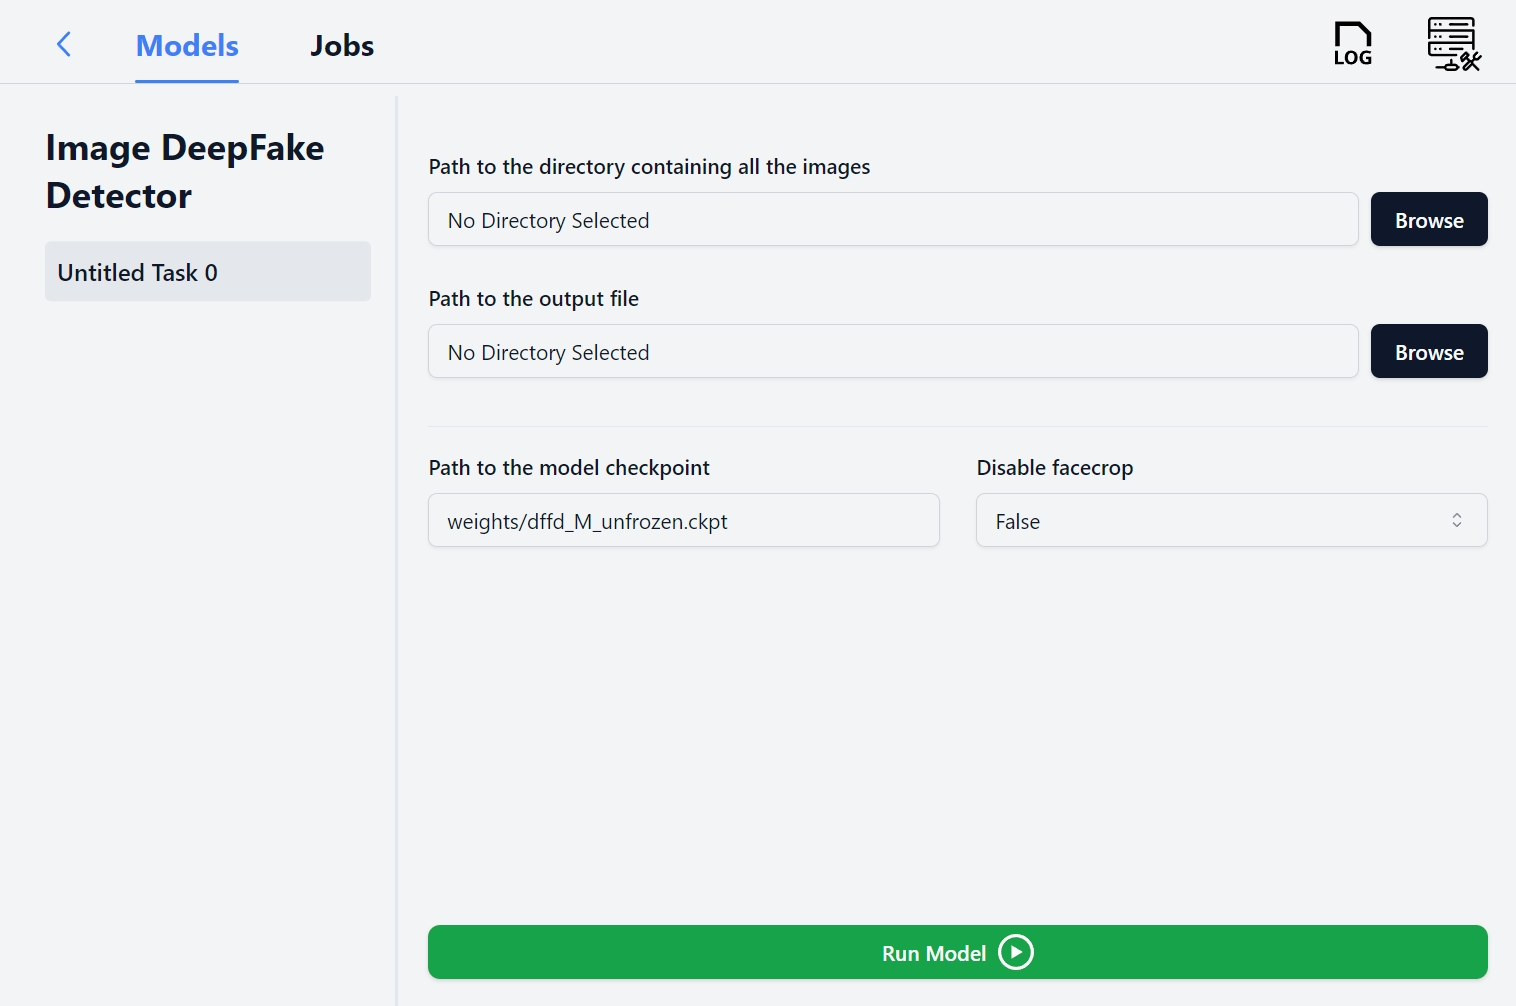 Models
Jobs
LOG
Image DeepFake
Detector
Untitled Task 0
Path to the directory containing all the images
No Directory Selected
Browse
Path to the output file
No Directory Selected
Browse
Path to the model checkpoint
Disable facecrop
weights/dffd_M_unfrozen.ckpt
False
Run Model